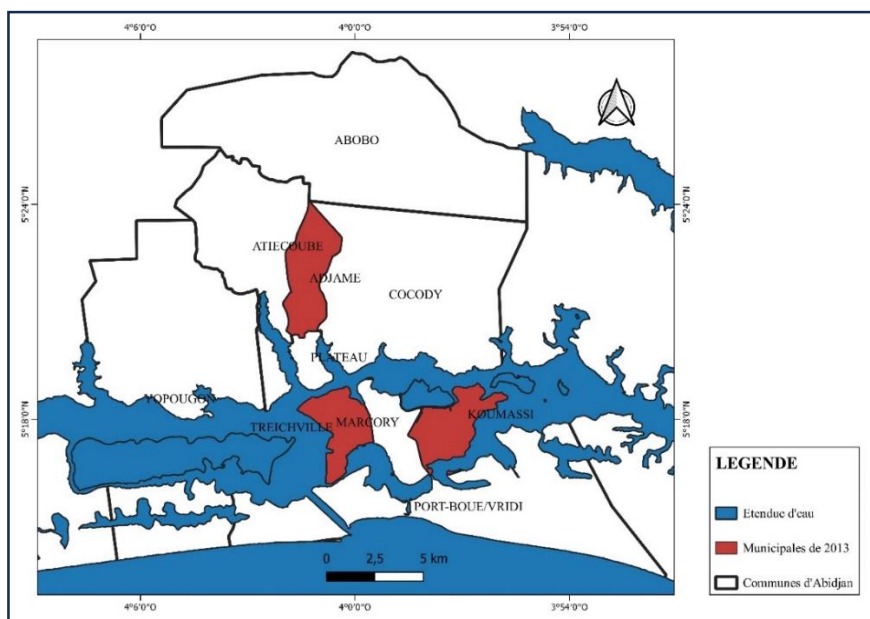 4°6'0"O 4°0'0"O 3°54'0"O
ABOBO
5°24'0"N 5°24'0"N
ATIECOUBE
ADJAME
COCODY
PLATEAU
YOPOUGON
5°18'0"N TREICHVILLE MARCORY KOUMASSI 5°18'0"N
PORT-BOUE/VRIDI
0 2,5 5 km
4°6'0"O 4°0'0"O 3°54'0"O
LEGENDE
Etendue d'eau
Municipales de 2013
Communes d'Abidjan